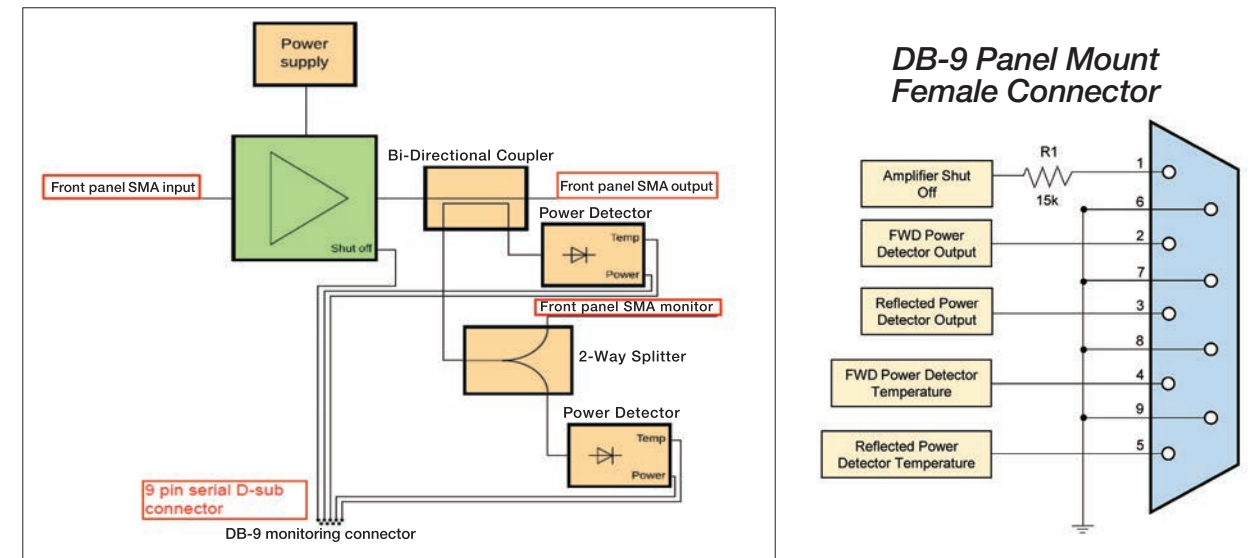 Power
supply
Bi-Directional Coupler
Front panel SMA input
Front panel SMA output
Power Detector
Temp
Shut off
Power
Front panel SMA monitor
2-Way Splitter
Power Detector
Temp
Power
9 pin serial D-sub
connector
DB-9 monitoring connector
DB-9 Panel Mount
Female Connector
R1
15k
Amplifier Shut
Off
FWD Power
Detector Output
Reflected Power
Detector Output
FWD Power Detector
Temperature
Reflected Power
Detector Temperature
1
6
2
7
3
8
4
9
5